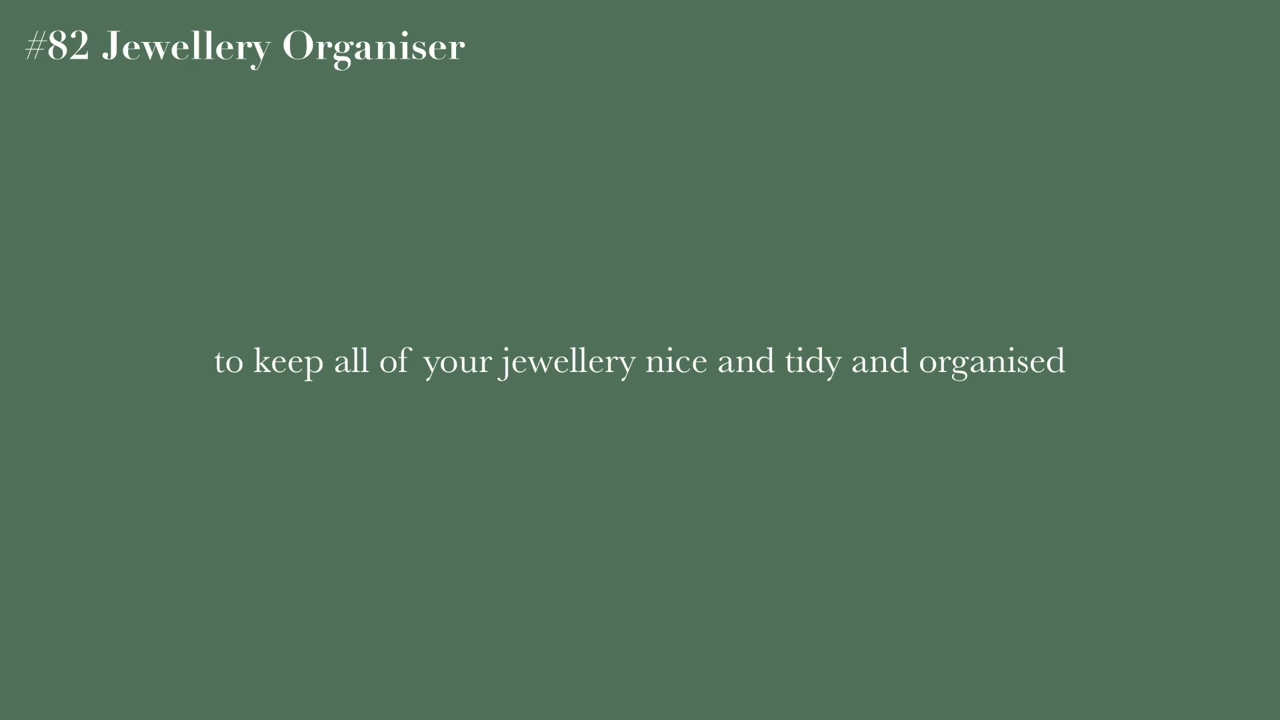 #82 Jewellery Organiser
to keep all of your jewellery nice and tidy and organised